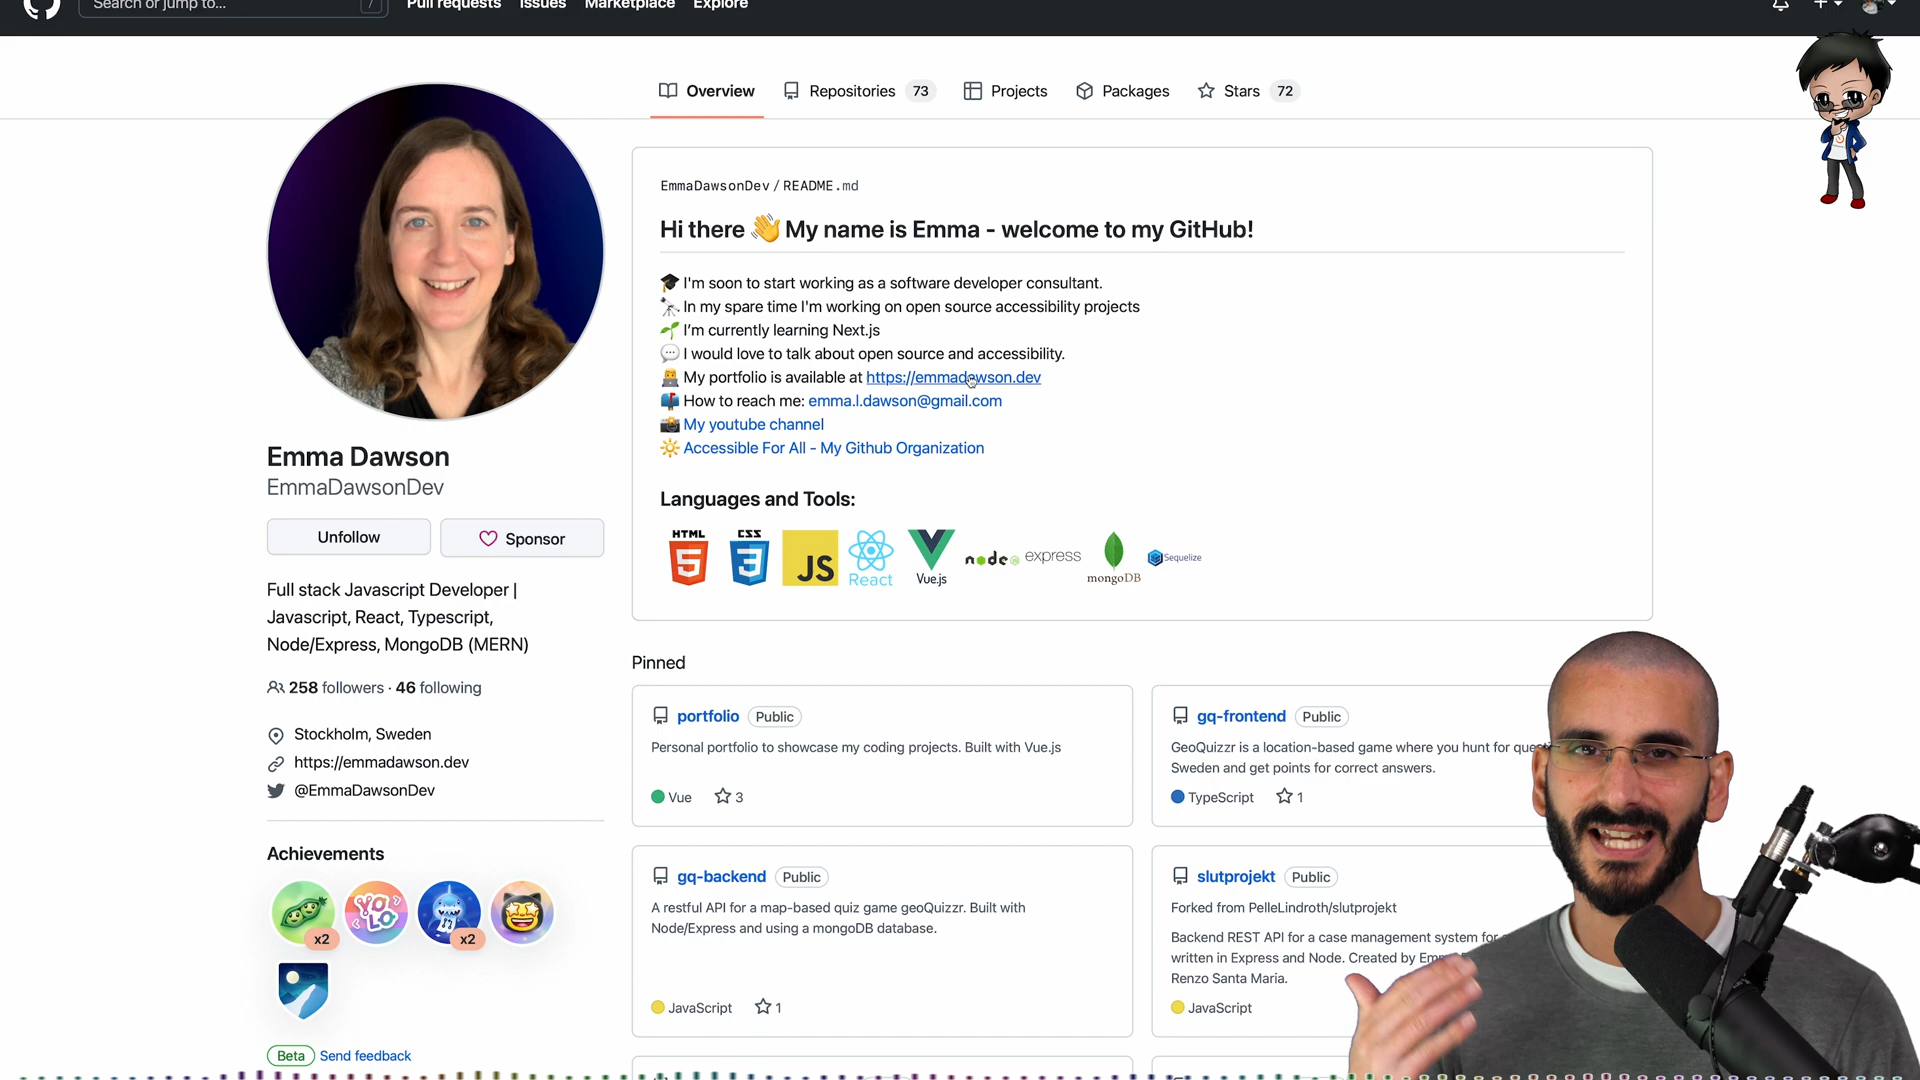 Search or jump to... /
Pull requests Issues Marketplace Explore
Overview Repositories 73 Projects Packages Stars 72
EmmaDawsonDev / README.md
Hi there 👋 My name is Emma - welcome to my GitHub!
I'm soon to start working as a software developer consultant.
In my spare time I'm working on open source accessibility projects
I'm currently learning Next.js
I would love to talk about open source and accessibility.
My portfolio is available at https://emmadawson.dev
How to reach me: emma.l.dawson@gmail.com
My youtube channel
Accessible For All - My Github Organization
Languages and Tools:
HTML 5 CSS 3 JS React Vue.js node express mongoDB Sequelize
Emma Dawson
EmmaDawsonDev
Unfollow Sponsor
Full stack Javascript Developer |
Javascript, React, Typescript,
Node/Express, MongoDB (MERN)
258 followers · 46 following
Stockholm, Sweden
https://emmadawson.dev
@EmmaDawsonDev
Achievements
x2 YOLO x2
Beta Send feedback
Pinned
portfolio Public
Personal portfolio to showcase my coding projects. Built with Vue.js
Vue 3
gq-frontend Public
GeoQuizzr is a location-based game where you hunt for
Sweden and get points for correct answers.
TypeScript 1
gq-backend Public
A restful API for a map-based quiz game geoQuizzr. Built with
Node/Express and using a mongoDB database.
JavaScript 1
slutprojekt Public
Forked from PelleLindroth/slutprojekt
Backend REST API for a case management system for
written in Express and Node. Created by
Renzo Santa Maria.
JavaScript